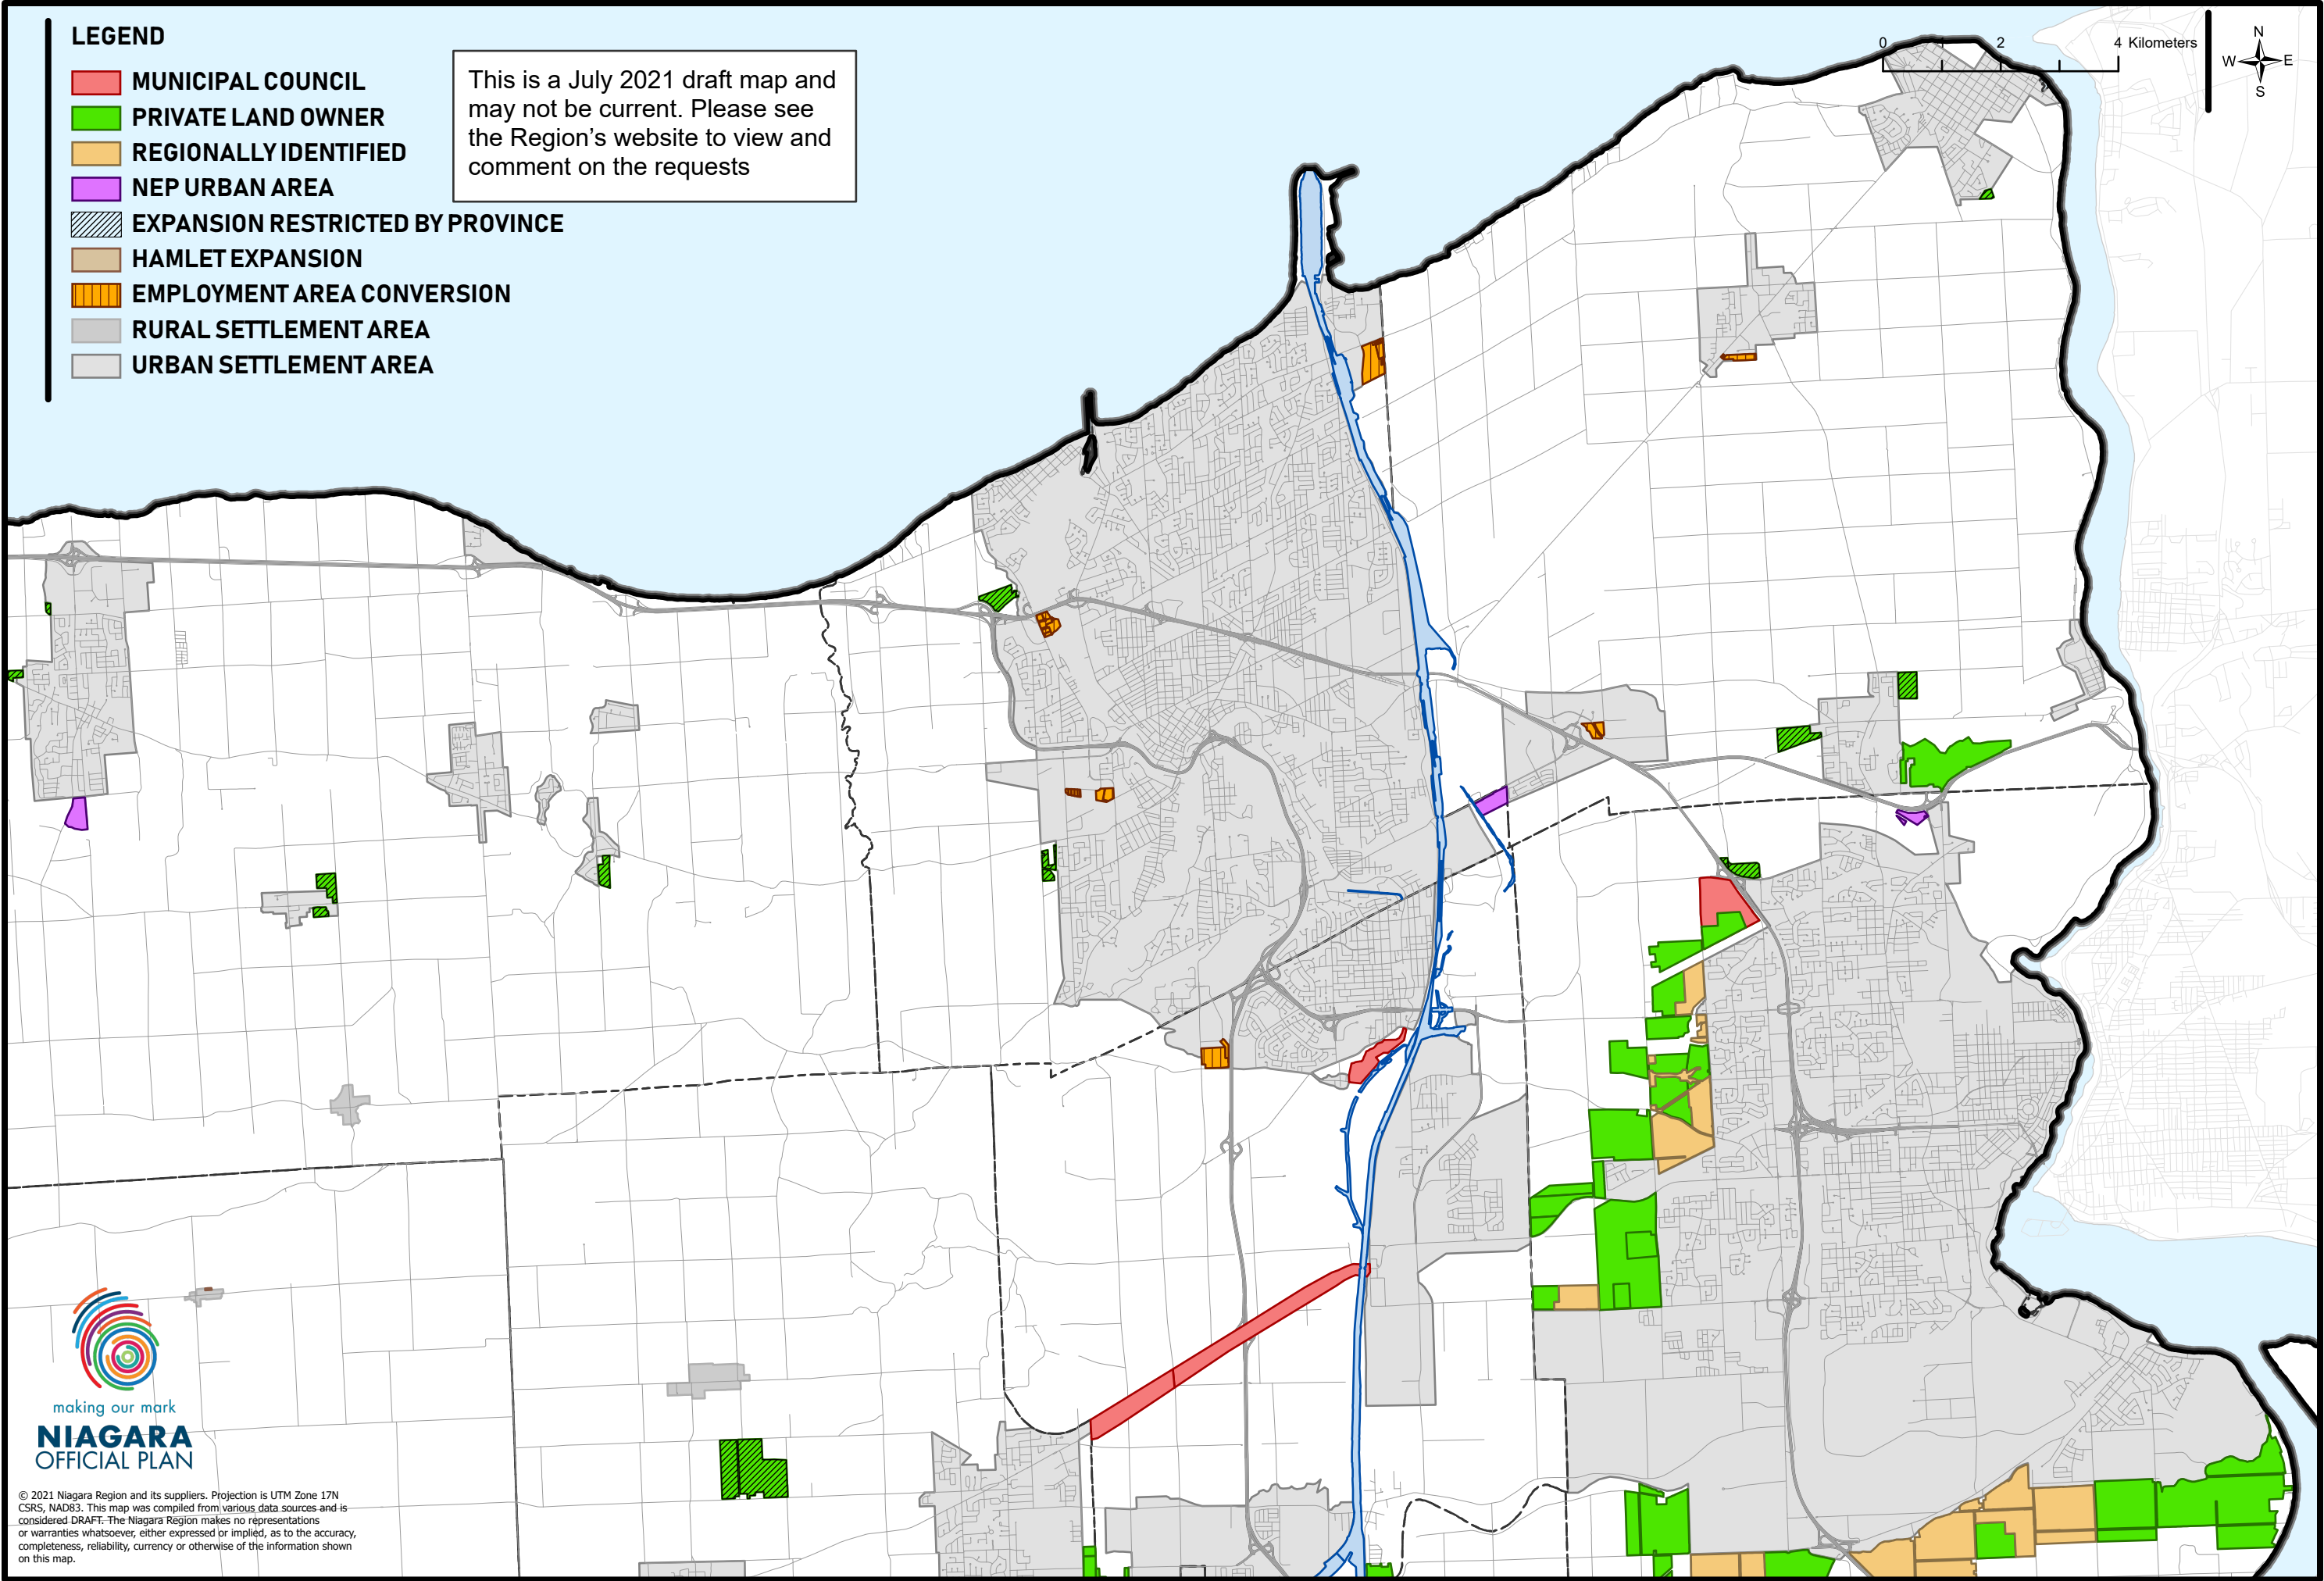 LEGEND
MUNICIPAL COUNCIL
PRIVATE LAND OWNER
REGIONALLY IDENTIFIED
NEP URBAN AREA
EXPANSION RESTRICTED BY PROVINCE
HAMLET EXPANSION
EMPLOYMENT AREA CONVERSION
RURAL SETTLEMENT AREA
URBAN SETTLEMENT AREA
This is a July 2021 draft map and
may not be current. Please see
the Region's website to view and
comment on the requests
0 2 4 Kilometers
N
W E
S
making our mark
NIAGARA
OFFICIAL PLAN
© 2021 Niagara Region and its suppliers. Projection is UTM Zone 17N
CSRS, NAD83. This map was compiled from various data sources and is
considered DRAFT. The Niagara Region makes no representations
or warranties whatsoever, either expressed or implied, as to the accuracy,
completeness, reliability, currency or otherwise of the information shown
on this map.